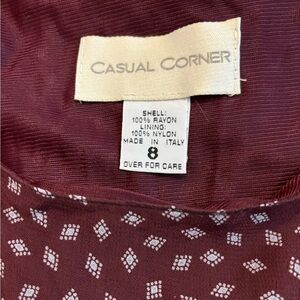 CASUAL CORNER
SHELL:
100% RAYON
LINING:
100% NYLON
MADE IN ITALY
8
OVER FOR CARE